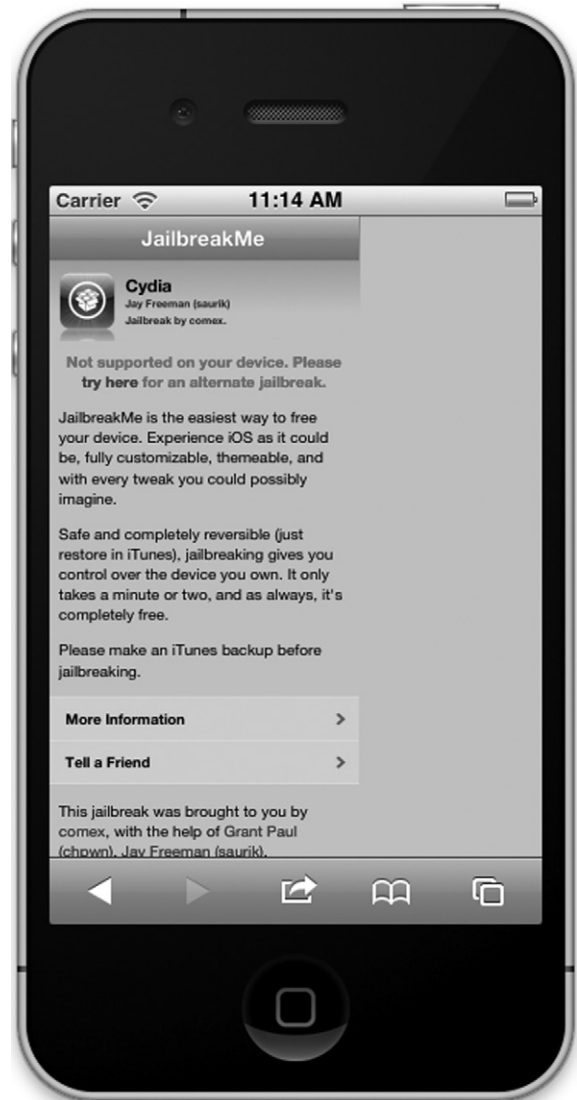 Carrier 11:14 AM
JailbreakMe
Cydia
Jay Freeman (saurik)
Jailbreak by comex.
Not supported on your device. Please
try here for an alternate jailbreak.
JailbreakMe is the easiest way to free
your device. Experience iOS as it could
be, fully customizable, themeable, and
with every tweak you could possibly
imagine.
Safe and completely reversible (just
restore in iTunes), jailbreaking gives you
control over the device you own. It only
takes a minute or two, and as always, it's
completely free.
Please make an iTunes backup before
jailbreaking.
More Information
Tell a Friend
This jailbreak was brought to you by
comex, with the help of Grant Paul
(chpwn), Jay Freeman (saurik),